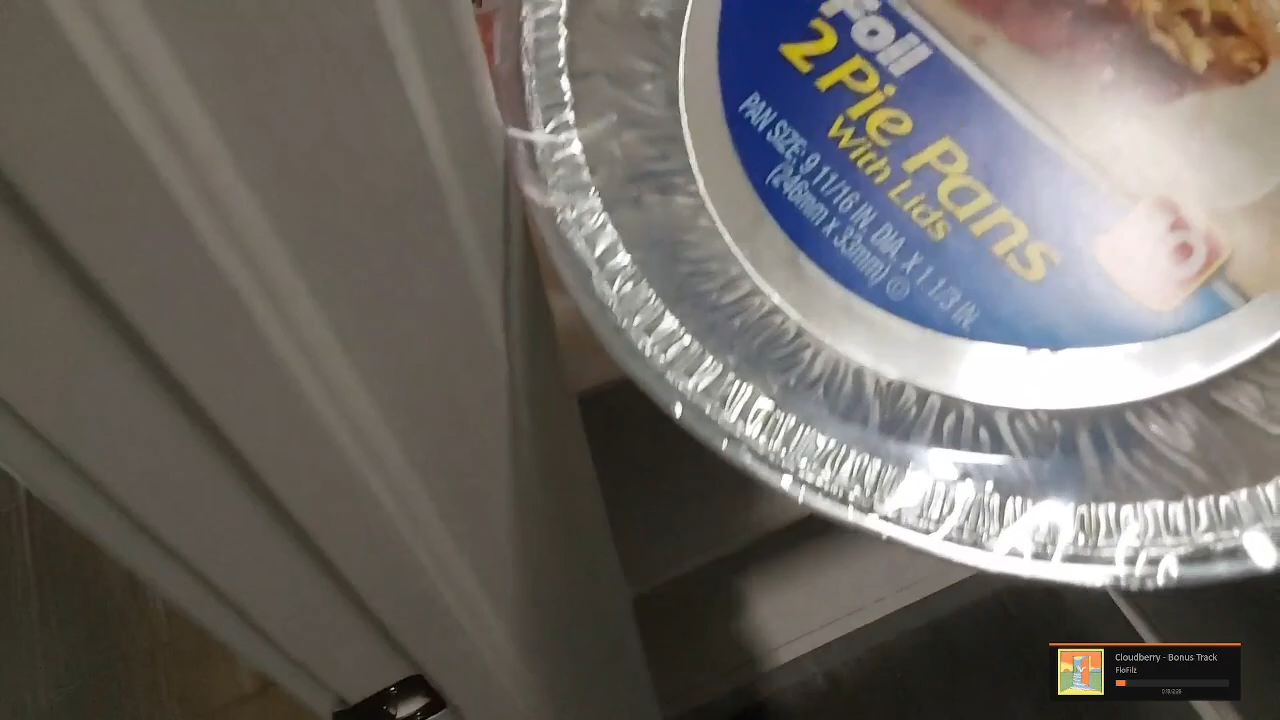 Foil
2 Pie Pans
With Lids
PAN SIZE: 9 11/16 IN. DIA. X 1 1/3 IN.
(246mm x 33mm) U
Cloudberry - Bonus Track
FloFilz